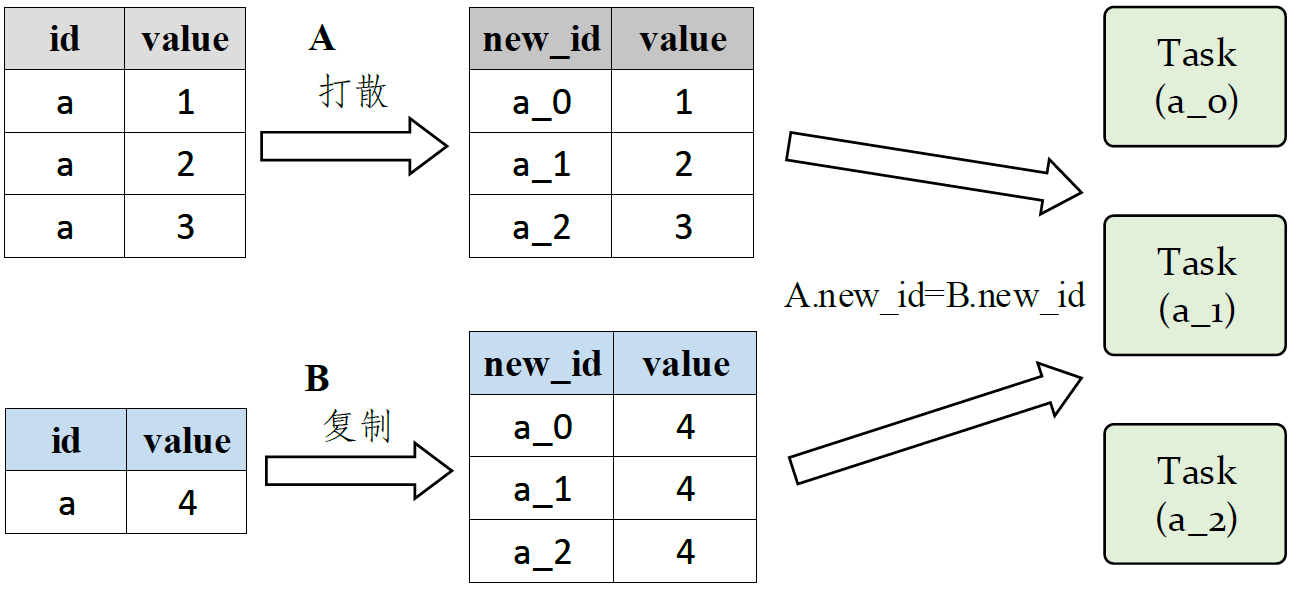 id value
a 1
a 2
a 3
A
打散
new_id value
a_0 1
a_1 2
a_2 3
Task
(a_0)
Task
(a_1)
Task
(a_2)
A.new_id=B.new_id
id value
a 4
B
复制
new_id value
a_0 4
a_1 4
a_2 4